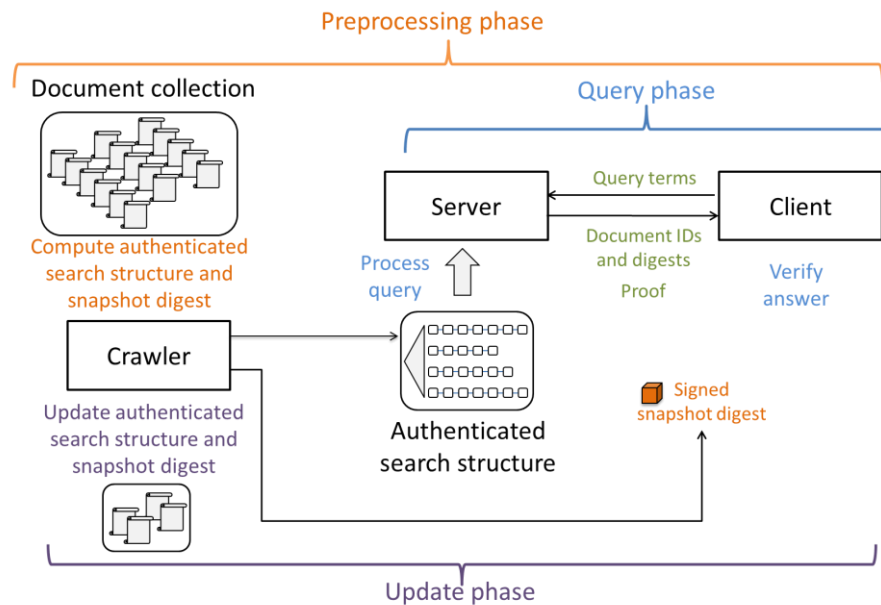 Preprocessing phase
Document collection
Query phase
Server
Query terms
Client
Document IDs
and digests
Proof
Compute authenticated
search structure and
snapshot digest
Process
query
Verify
answer
Crawler
Signed
snapshot digest
Update authenticated
search structure and
snapshot digest
Authenticated
search structure
Update phase